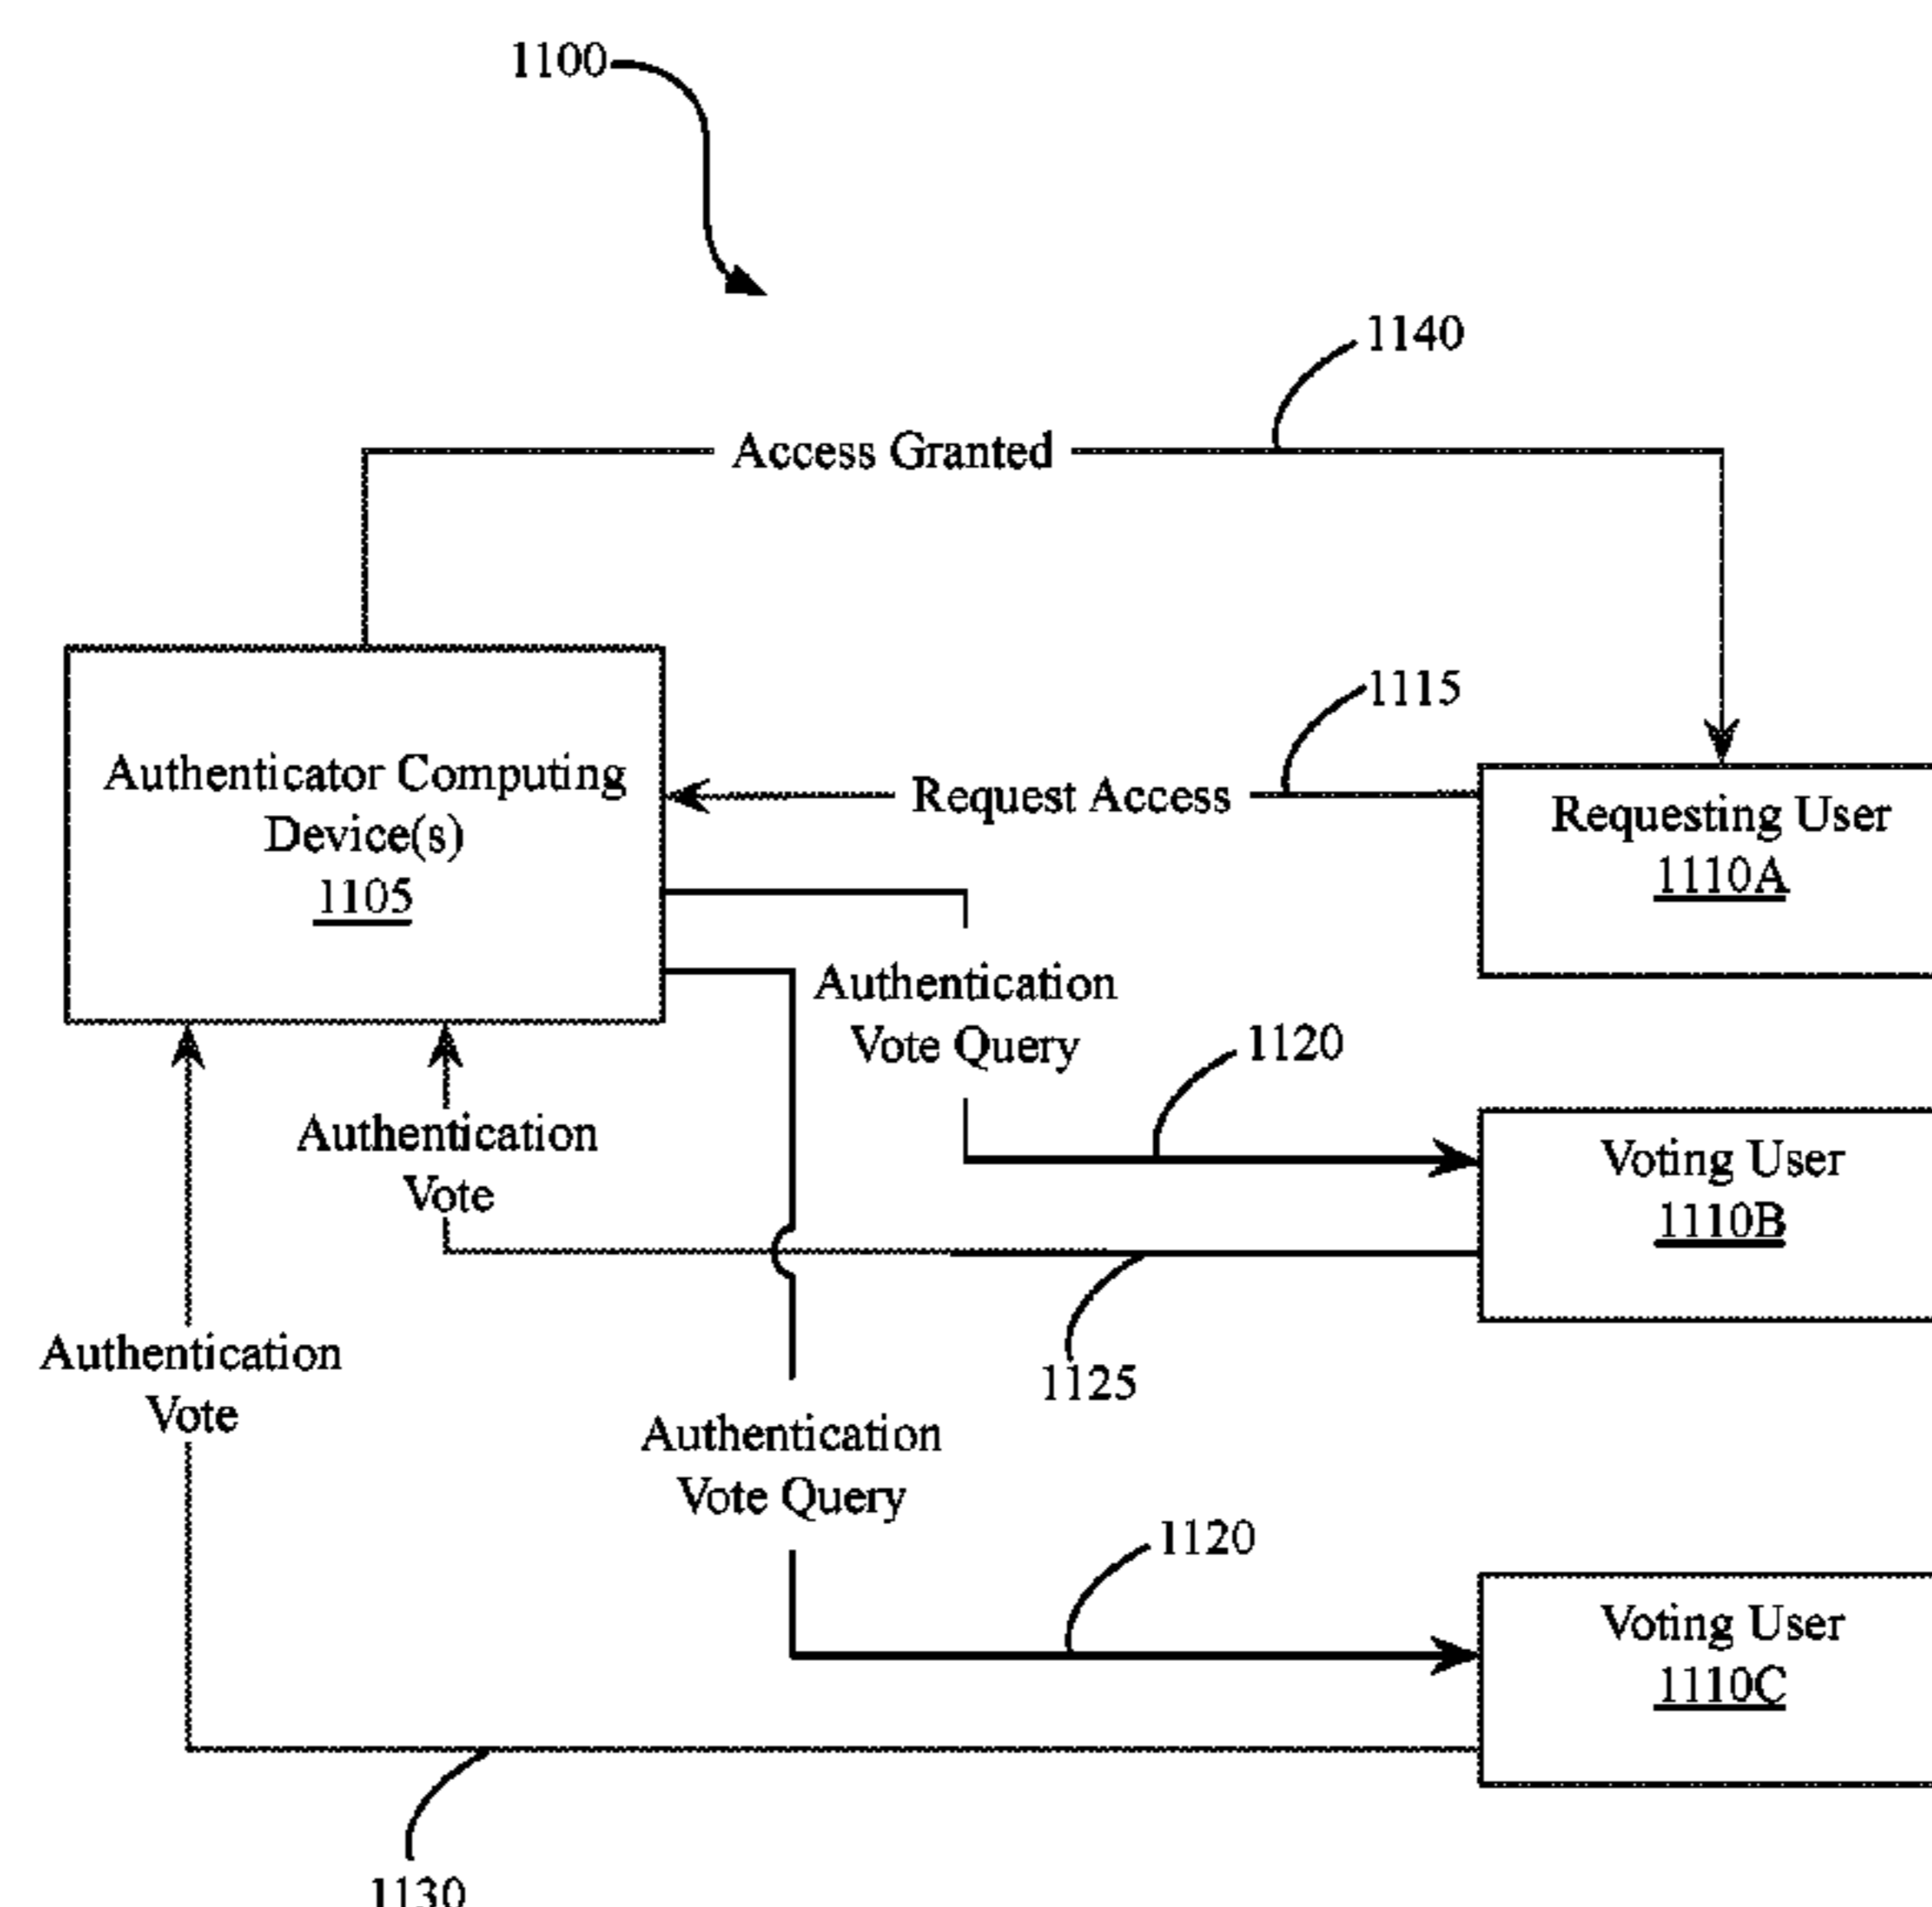 1100
1140
Access Granted
1115
Authenticator Computing
Device(s)
1105
Request Access
Requesting User
1110A
Authentication
Vote Query
1120
Authentication
Vote
Voting User
1110B
1125
Authentication
Vote
Authentication
Vote Query
1120
Voting User
1110C
1130